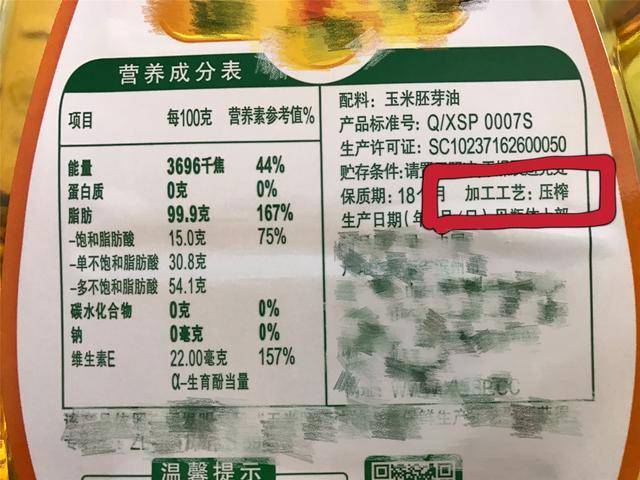 营养成分表
项目 每100克 营养素参考值%
能量 3696千焦 44%
蛋白质 0克 0%
脂肪 99.9克 167%
-饱和脂肪酸 15.0克 75%
-单不饱和脂肪酸 30.8克
-多不饱和脂肪酸 54.1克
碳水化合物 0克 0%
钠 0毫克 0%
维生素E 22.00毫克 157%
α-生育酚当量
配料：玉米胚芽油
产品标准号：Q/XSP 0007S
生产许可证：SC10237162600050
贮存条件：请
保质期：18 月 加工工艺：压榨
生产日期(年
温馨提示